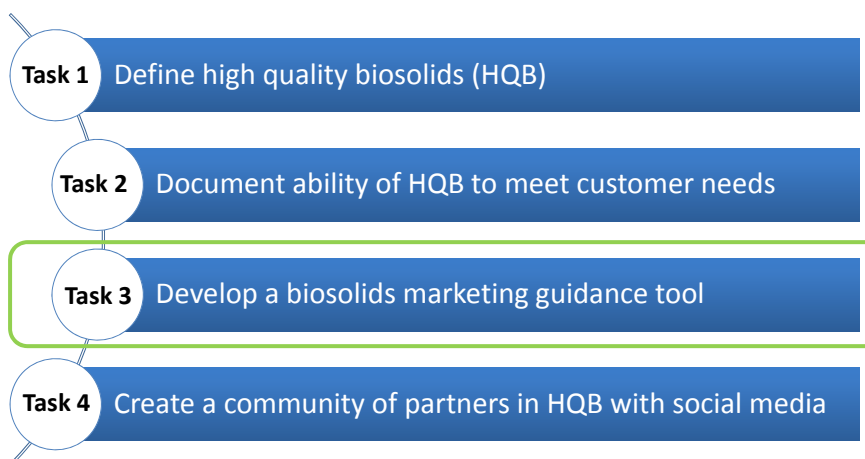 Task 1 Define high quality biosolids (HQB)
Task 2 Document ability of HQB to meet customer needs
Task 3 Develop a biosolids marketing guidance tool
Task 4 Create a community of partners in HQB with social media